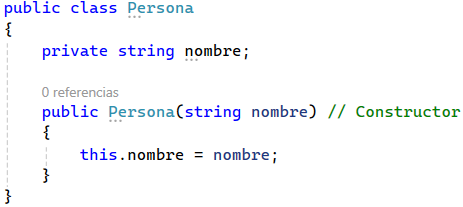 public class Persona
{
    private string nombre;
    0 referencias
    public Persona(string nombre) // Constructor
    {
        this.nombre = nombre;
    }
}